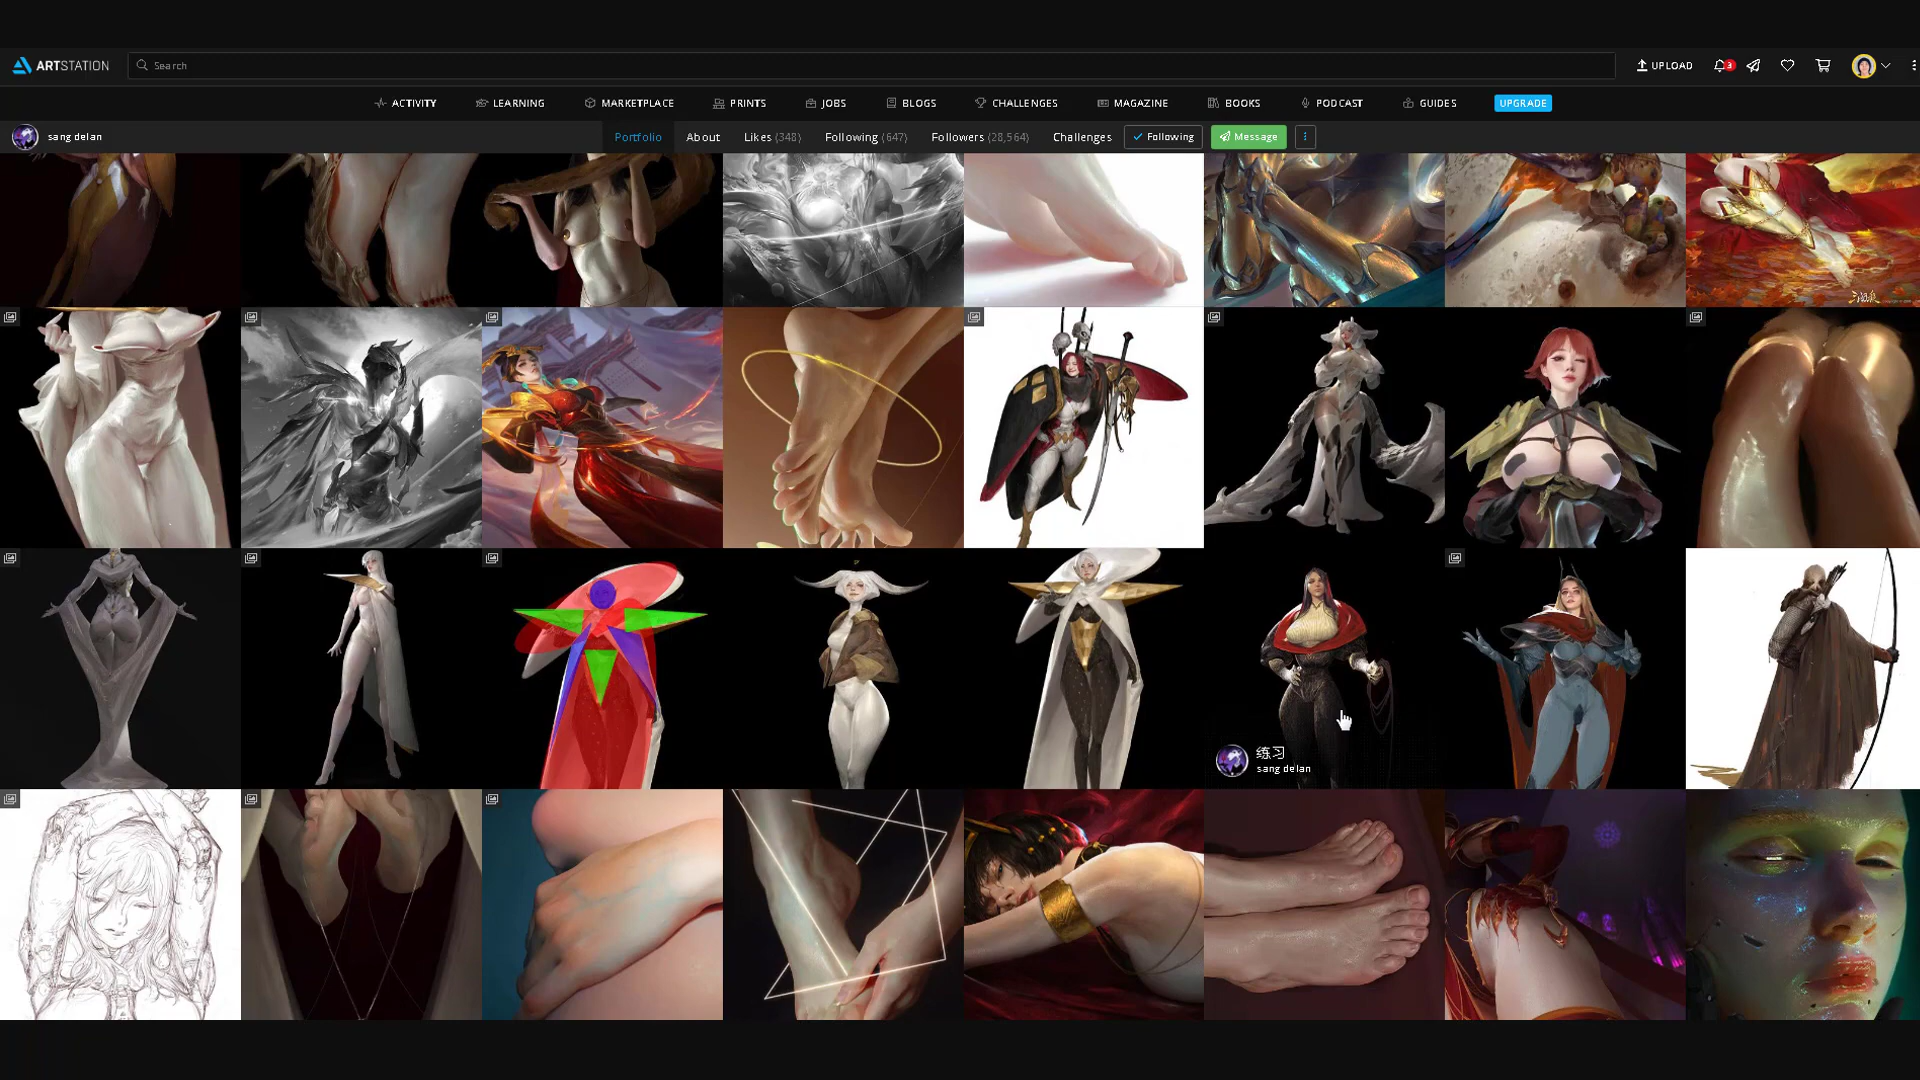 ARTSTATION
Search
UPLOAD
3
ACTIVITY
LEARNING
MARKETPLACE
PRINTS
JOBS
BLOGS
CHALLENGES
MAGAZINE
BOOKS
PODCAST
GUIDES
UPGRADE
sang delan
Portfolio
About
Likes (348)
Following (647)
Followers (28,564)
Challenges
Following
Message
练习
sang delan